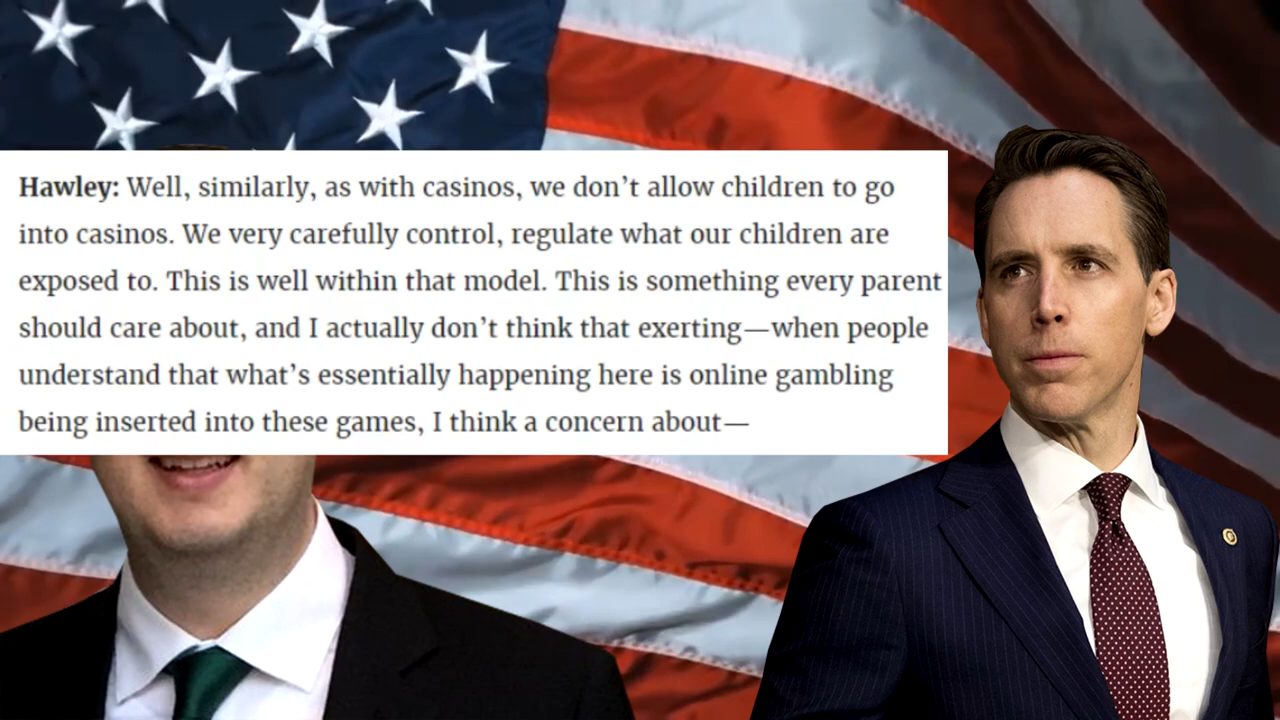 Hawley: Well, similarly, as with casinos, we don’t allow children to go
into casinos. We very carefully control, regulate what our children are
exposed to. This is well within that model. This is something every parent
should care about, and I actually don’t think that exerting—when people
understand that what’s essentially happening here is online gambling
being inserted into these games, I think a concern about—